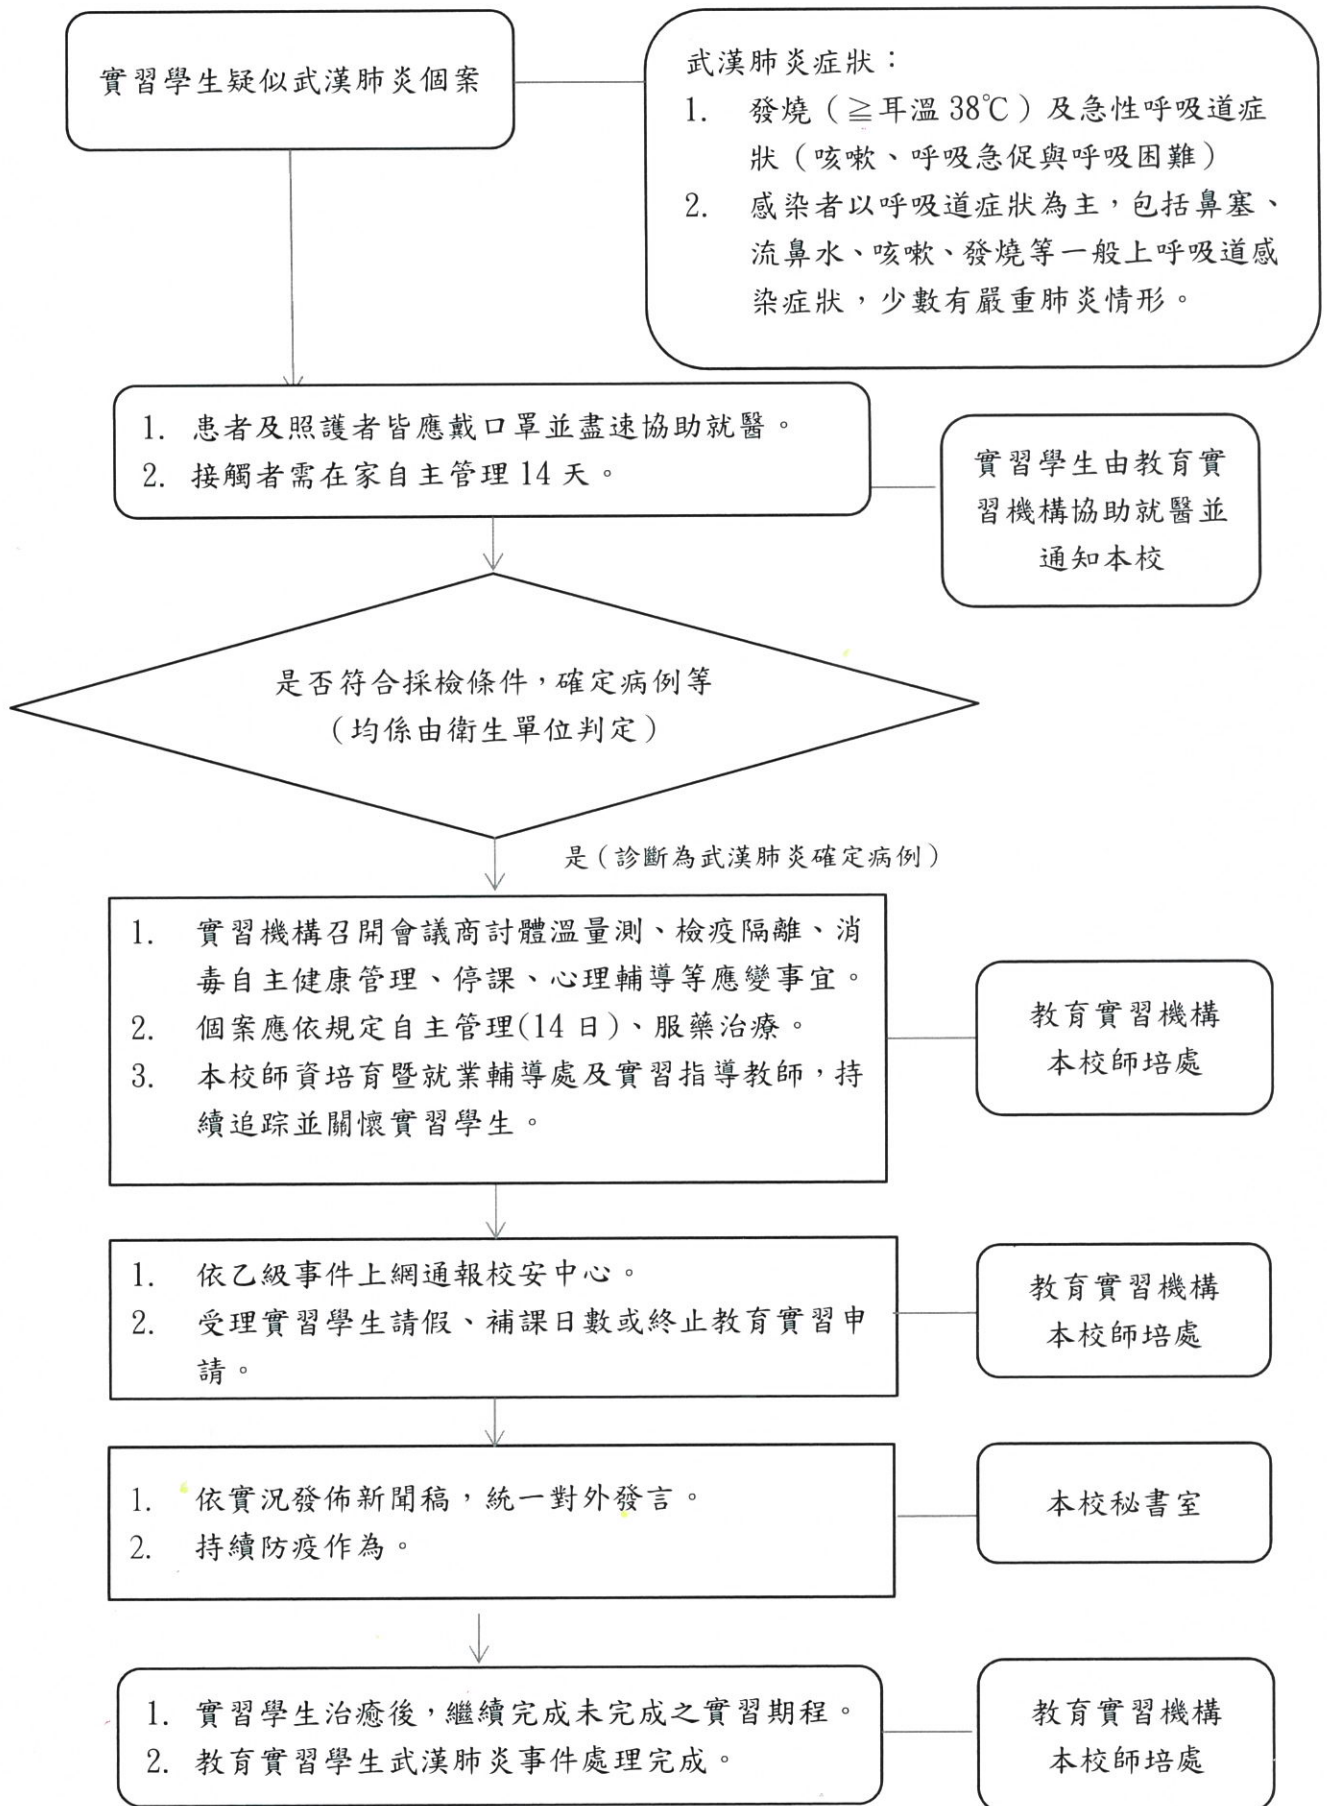 實習學生疑似武漢肺炎個案
武漢肺炎症狀：
1. 發燒（≧耳溫 38℃）及急性呼吸道症
狀（咳嗽、呼吸急促與呼吸困難）
2. 感染者以呼吸道症狀為主，包括鼻塞、
流鼻水、咳嗽、發燒等一般上呼吸道感
染症狀，少數有嚴重肺炎情形。
1. 患者及照護者皆應戴口罩並盡速協助就醫。
2. 接觸者需在家自主管理 14 天。
實習學生由教育實
習機構協助就醫並
通知本校
是否符合採檢條件，確定病例等
（均係由衛生單位判定）
是（診斷為武漢肺炎確定病例）
1. 實習機構召開會議商討體溫量測、檢疫隔離、消
毒自主健康管理、停課、心理輔導等應變事宜。
2. 個案應依規定自主管理(14 日)、服藥治療。
3. 本校師資培育暨就業輔導處及實習指導教師，持
續追踪並關懷實習學生。
教育實習機構
本校師培處
1. 依乙級事件上網通報校安中心。
2. 受理實習學生請假、補課日數或終止教育實習申
請。
教育實習機構
本校師培處
1. 依實況發佈新聞稿，統一對外發言。
2. 持續防疫作為。
本校秘書室
1. 實習學生治癒後，繼續完成未完成之實習期程。
2. 教育實習學生武漢肺炎事件處理完成。
教育實習機構
本校師培處